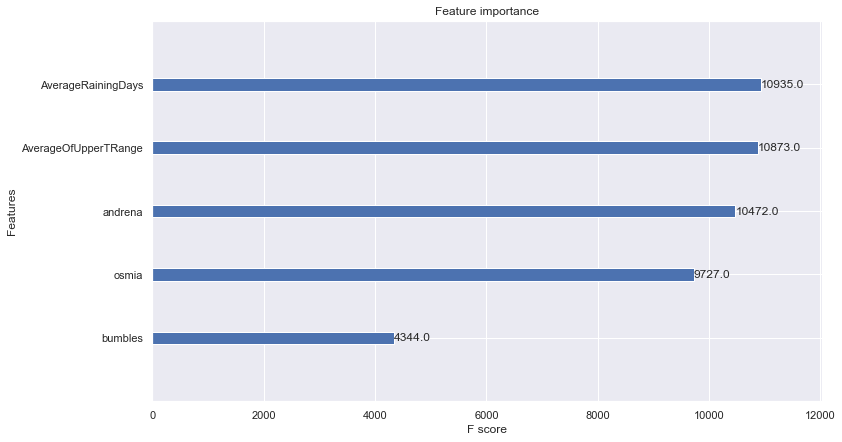 Feature importance
AverageRainingDays
10935.0
AverageOfUpperTRange
10873.0
andrena
10472.0
osmia
9727.0
bumbles
4344.0
Features
0
2000
4000
6000
8000
10000
12000
F score